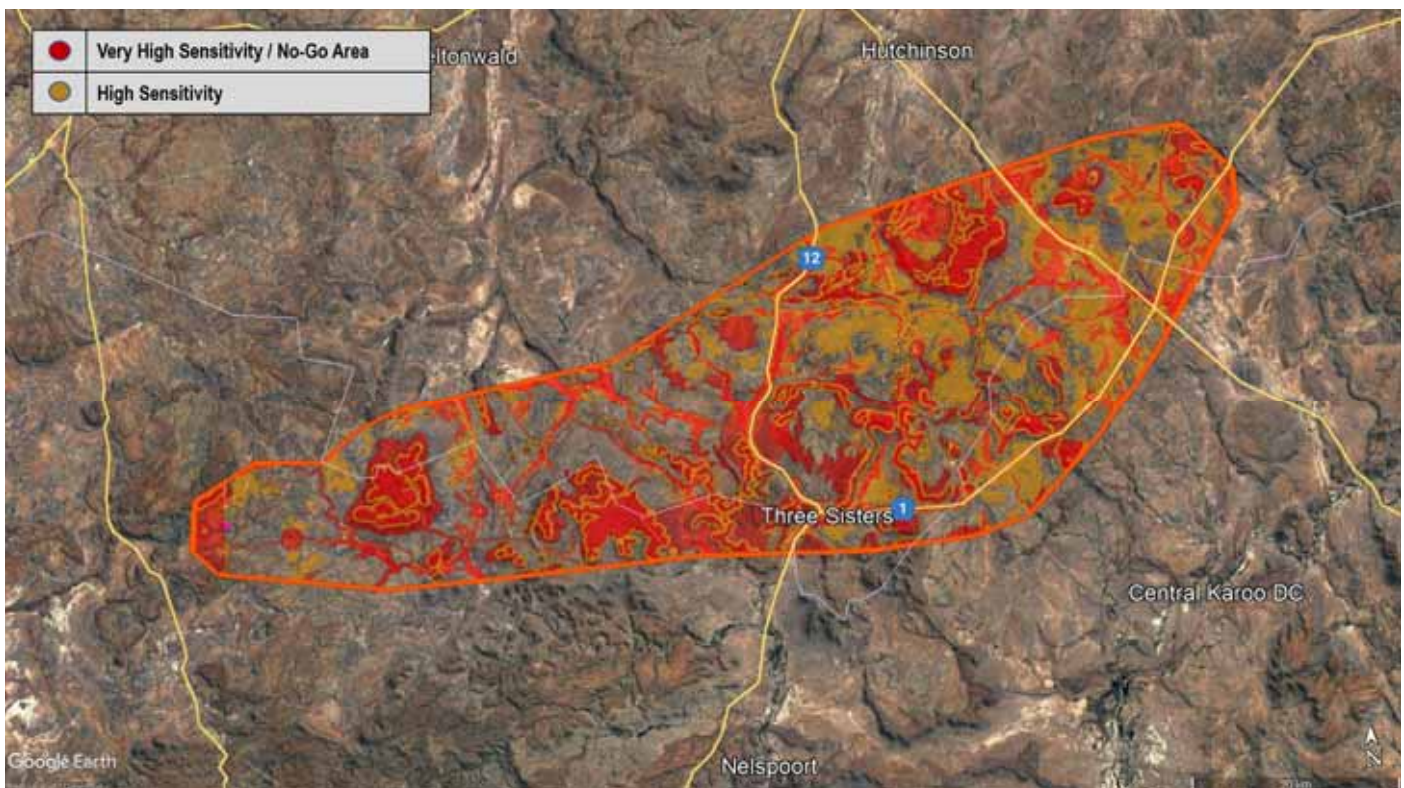 Very High Sensitivity / No-Go Area
High Sensitivity
eltonwald
Hutchinson
12
Three Sisters
1
Central Karoo DC
Nelspoort
Google Earth
N